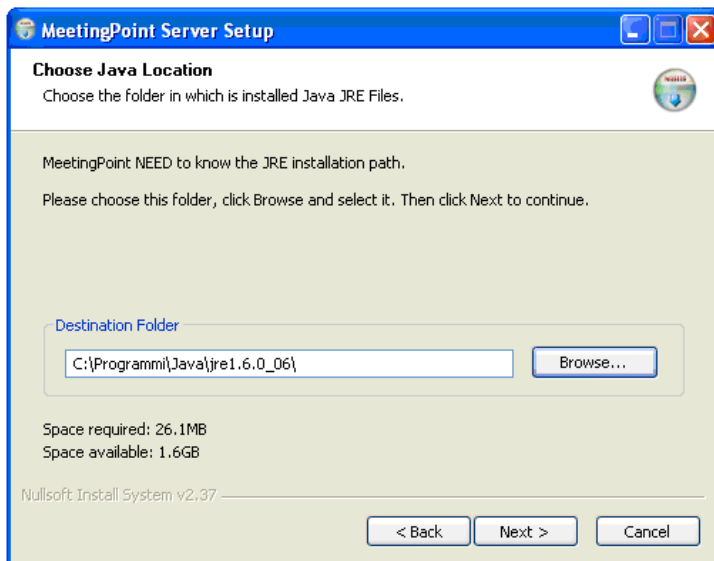 MeetingPoint Server Setup
Choose Java Location
Choose the folder in which is installed Java JRE Files.
MeetingPoint NEED to know the JRE installation path.
Please choose this folder, click Browse and select it. Then click Next to continue.
Destination Folder
C:\Programmi\Java\jre1.6.0_06\
Browse...
Space required: 26.1MB
Space available: 1.6GB
Nullsoft Install System v2.37
< Back
Next >
Cancel